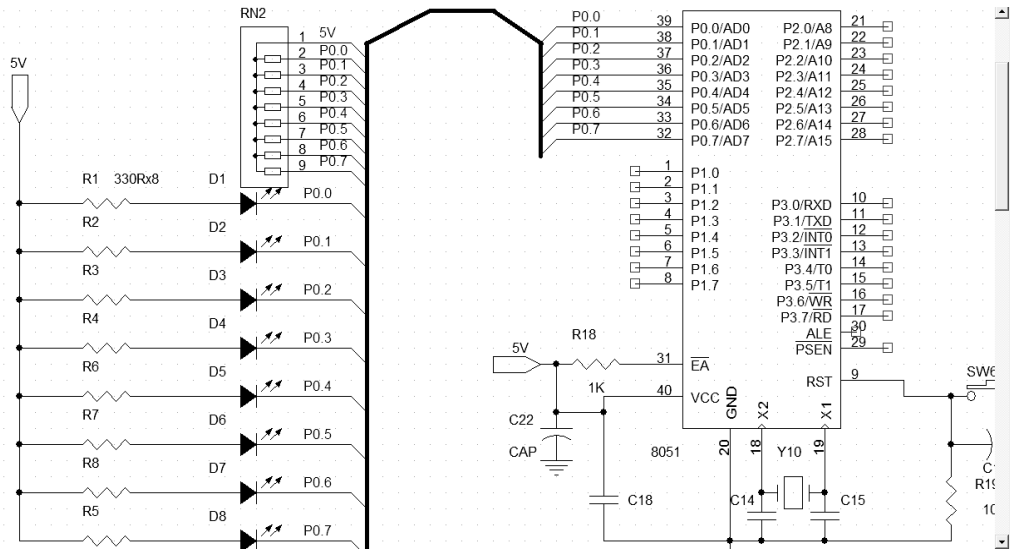 RN2
5V
1 5V
2 P0.0
3 P0.1
4 P0.2
5 P0.3
6 P0.4
7 P0.5
8 P0.6
9 P0.7
R1 330Rx8 D1 P0.0
R2 D2 P0.1
R3 D3 P0.2
R4 D4 P0.3
R6 D5 P0.4
R7 D6 P0.5
R8 D7 P0.6
R5 D8 P0.7
P0.0 39 P0.0/AD0
P0.1 38 P0.1/AD1
P0.2 37 P0.2/AD2
P0.3 36 P0.3/AD3
P0.4 35 P0.4/AD4
P0.5 34 P0.5/AD5
P0.6 33 P0.6/AD6
P0.7 32 P0.7/AD7
1 P1.0
2 P1.1
3 P1.2
4 P1.3
5 P1.4
6 P1.5
7 P1.6
8 P1.7
P2.0/A8 21
P2.1/A9 22
P2.2/A10 23
P2.3/A11 24
P2.4/A12 25
P2.5/A13 26
P2.6/A14 27
P2.7/A15 28
P3.0/RXD 10
P3.1/TXD 11
P3.2/INT0 12
P3.3/INT1 13
P3.4/T0 14
P3.5/T1 15
P3.6/WR 16
P3.7/RD 17
ALE 30
PSEN 29
RST 9
5V R18 31 EA
1K 40 VCC
GND X2 X1
20 18 19
C22
CAP
8051 Y10
C18 C14 C15
SW6
R19